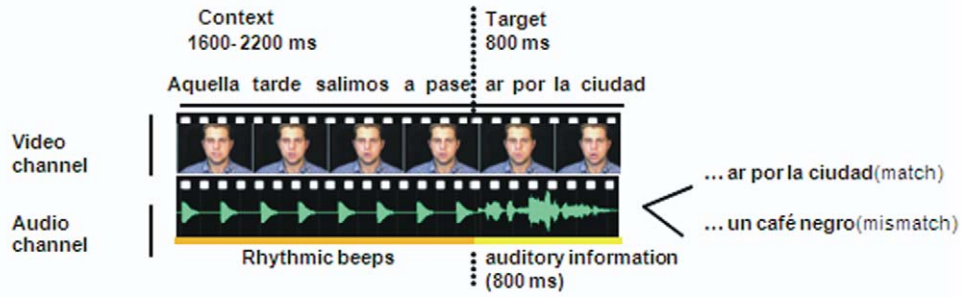 Context
1600-2200 ms
Target
800 ms
Aquella tarde salimos a pase ar por la ciudad
Video
channel
Audio
channel
... ar por la ciudad(match)
... un café negro(mismatch)
Rhythmic beeps
auditory information
(800 ms)